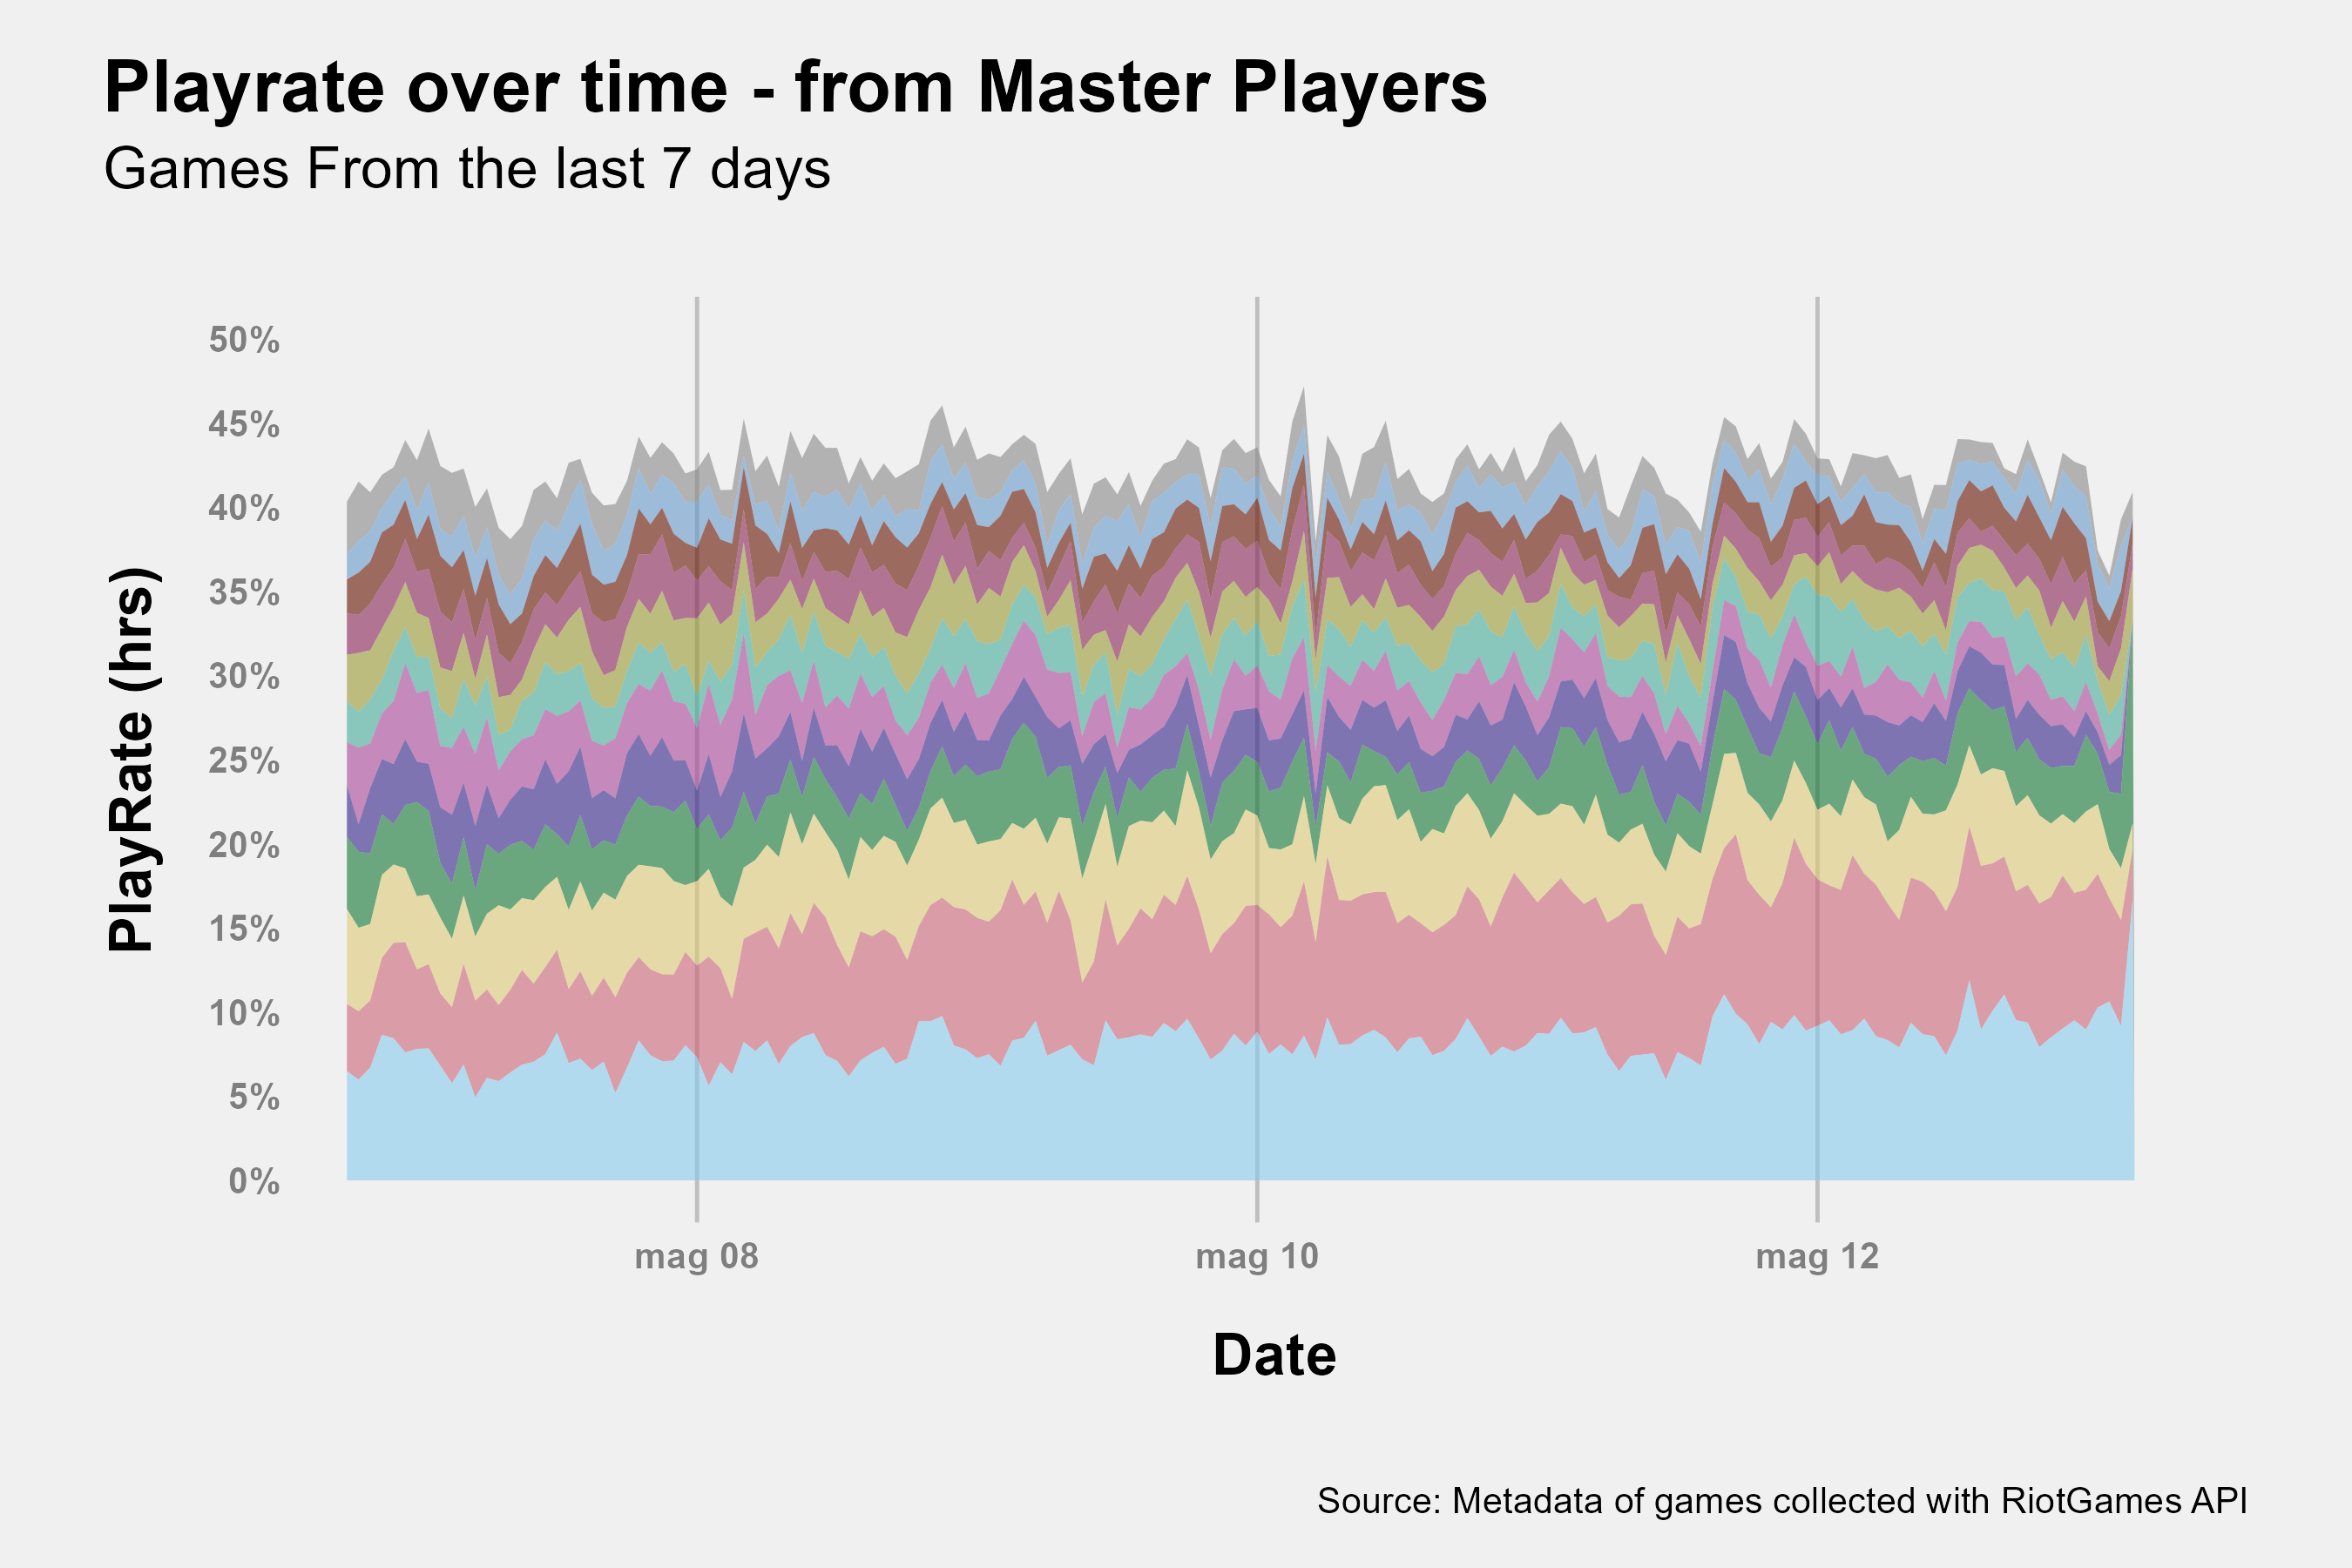 Playrate over time - from Master Players
Games From the last 7 days
PlayRate (hrs)
50%
45%
40%
35%
30%
25%
20%
15%
10%
5%
0%
mag 08
mag 10
mag 12
Date
Source: Metadata of games collected with RiotGames API